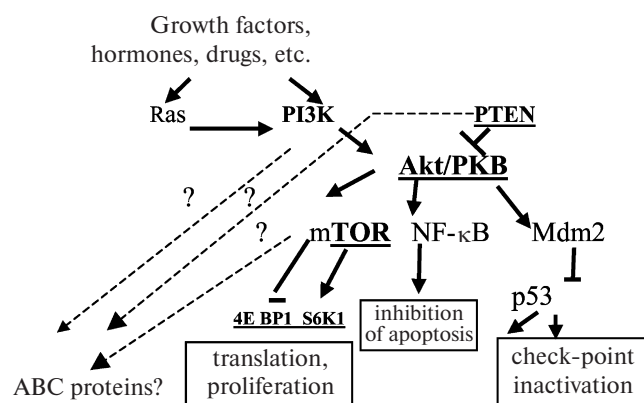 Growth factors,
hormones, drugs, etc.
Ras
PI3K
PTEN
Akt/PKB
?
?
?
mTOR
NF-κB
Mdm2
4E BP1 S6K1
inhibition
of apoptosis
p53
translation,
proliferation
check-point
inactivation
ABC proteins?